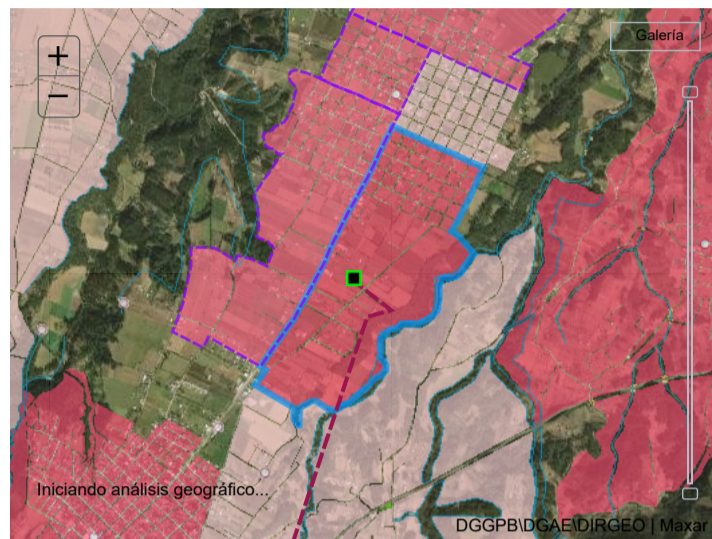 Galería
+
−
Iniciando análisis geográfico...
DGGPB\DGAE\DIRGEO | Maxar